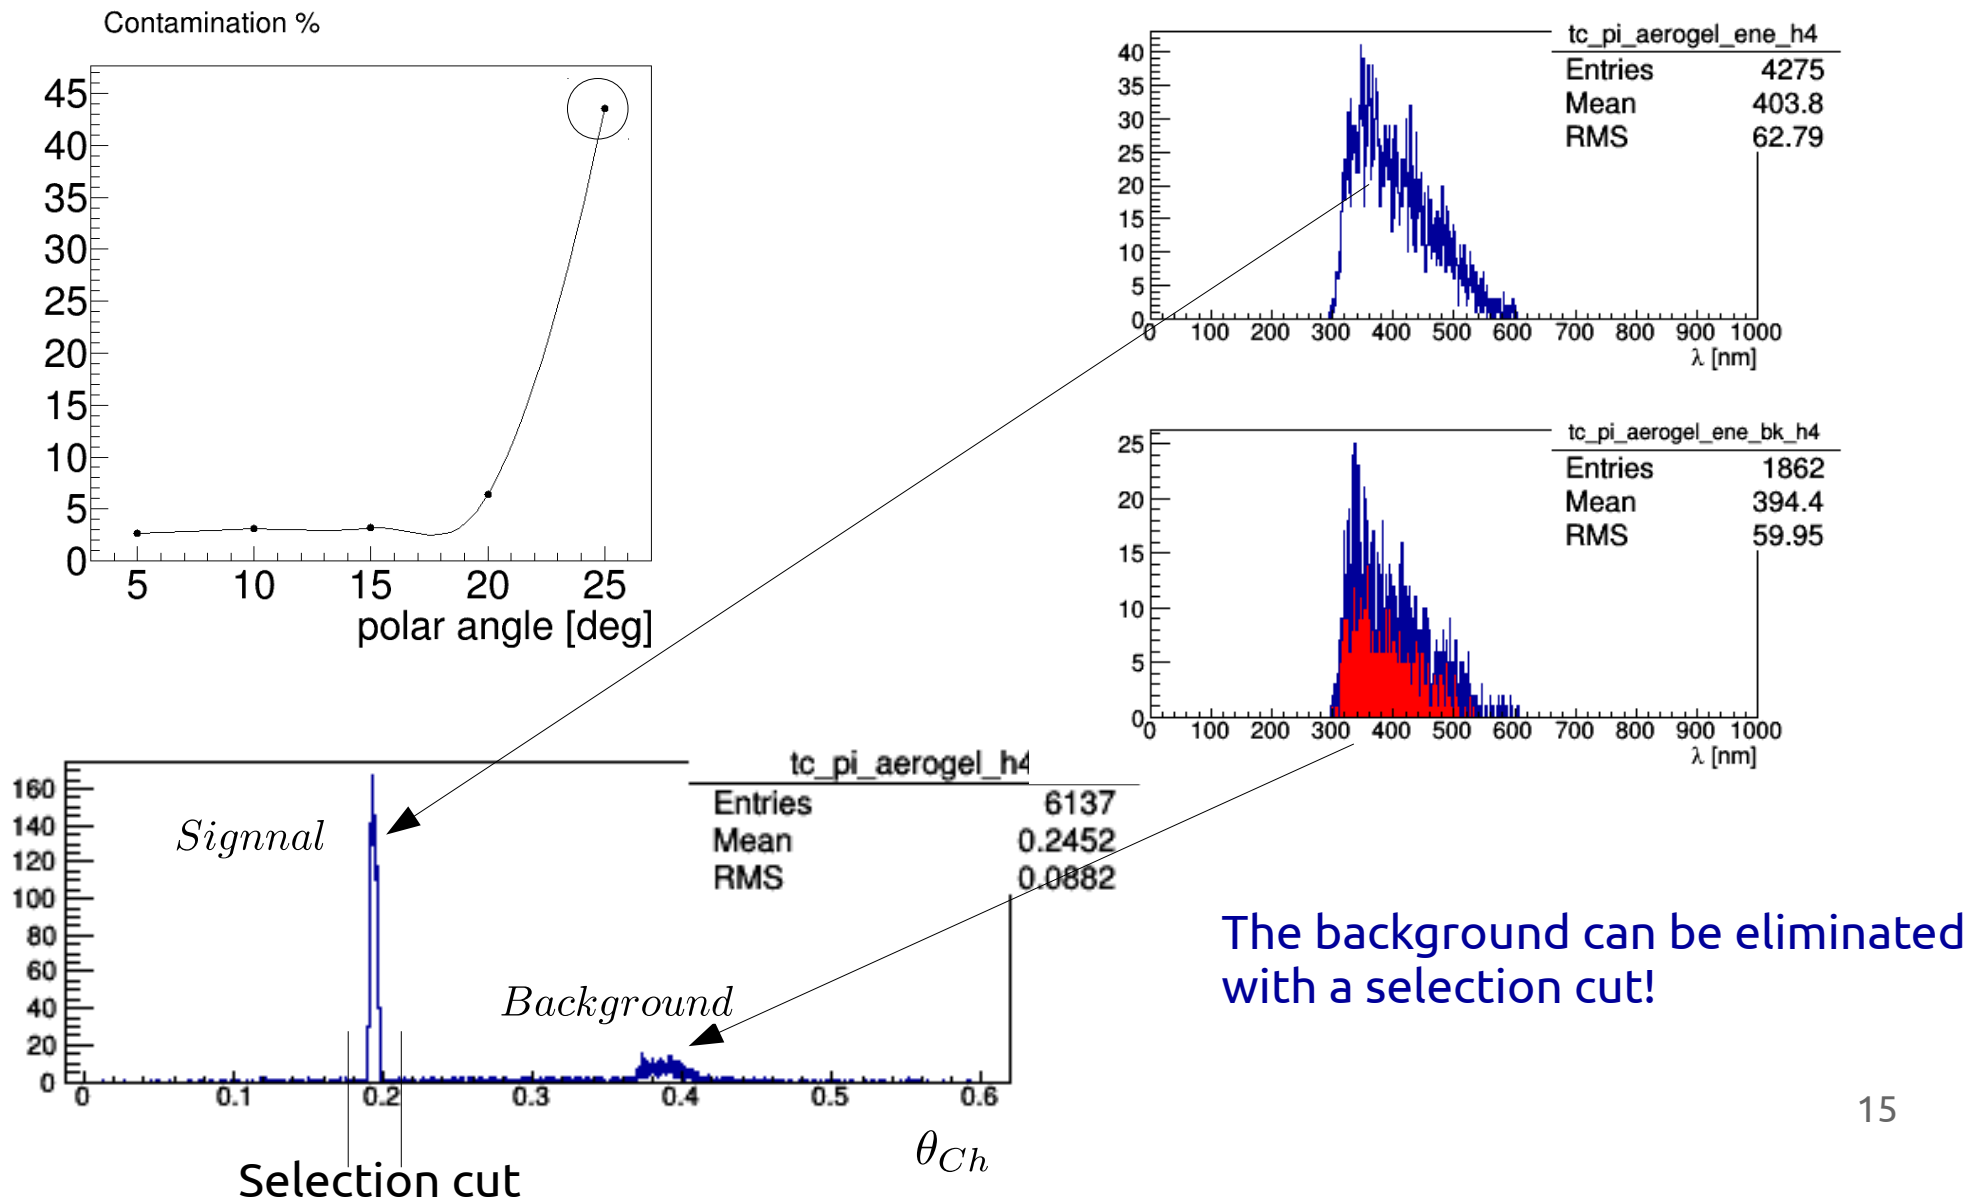 Contamination %
45
40
35
30
25
20
15
10
5
0
5 10 15 20 25
polar angle [deg]
tc_pi_aerogel_ene_h4
Entries 4275
Mean 403.8
RMS 62.79
40
35
30
25
20
15
10
5
0
0 100 200 300 400 500 600 700 800 900 1000
λ [nm]
tc_pi_aerogel_ene_bk_h4
Entries 1862
Mean 394.4
RMS 59.95
25
20
15
10
5
0
0 100 200 300 400 500 600 700 800 900 1000
λ [nm]
tc_pi_aerogel_h4
Entries 6137
Mean 0.2452
RMS 0.0882
160
140
120
100
80
60
40
20
0
Signnal
Background
0 0.1 0.2 0.3 0.4 0.5 0.6
θCh
Selection cut
The background can be eliminated
with a selection cut!
15